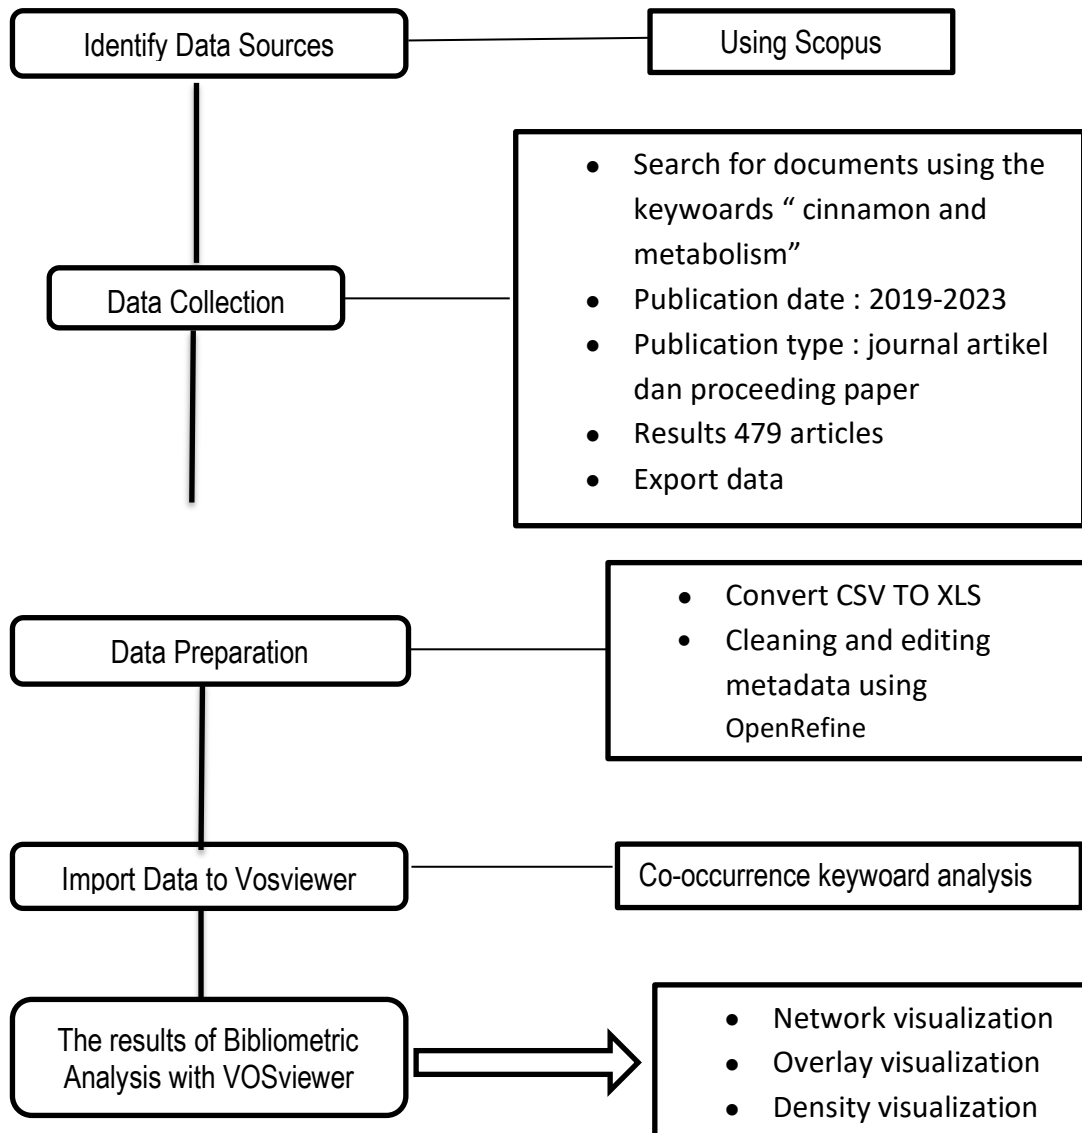 Identify Data Sources
Using Scopus
● Search for documents using the
keywoards “ cinnamon and
metabolism”
● Publication date : 2019-2023
● Publication type : journal artikel
dan proceeding paper
● Results 479 articles
● Export data
Data Collection
Data Preparation
● Convert CSV TO XLS
● Cleaning and editing
metadata using
OpenRefine
Import Data to Vosviewer
Co-occurrence keywoard analysis
The results of Bibliometric
Analysis with VOSviewer
● Network visualization
● Overlay visualization
● Density visualization